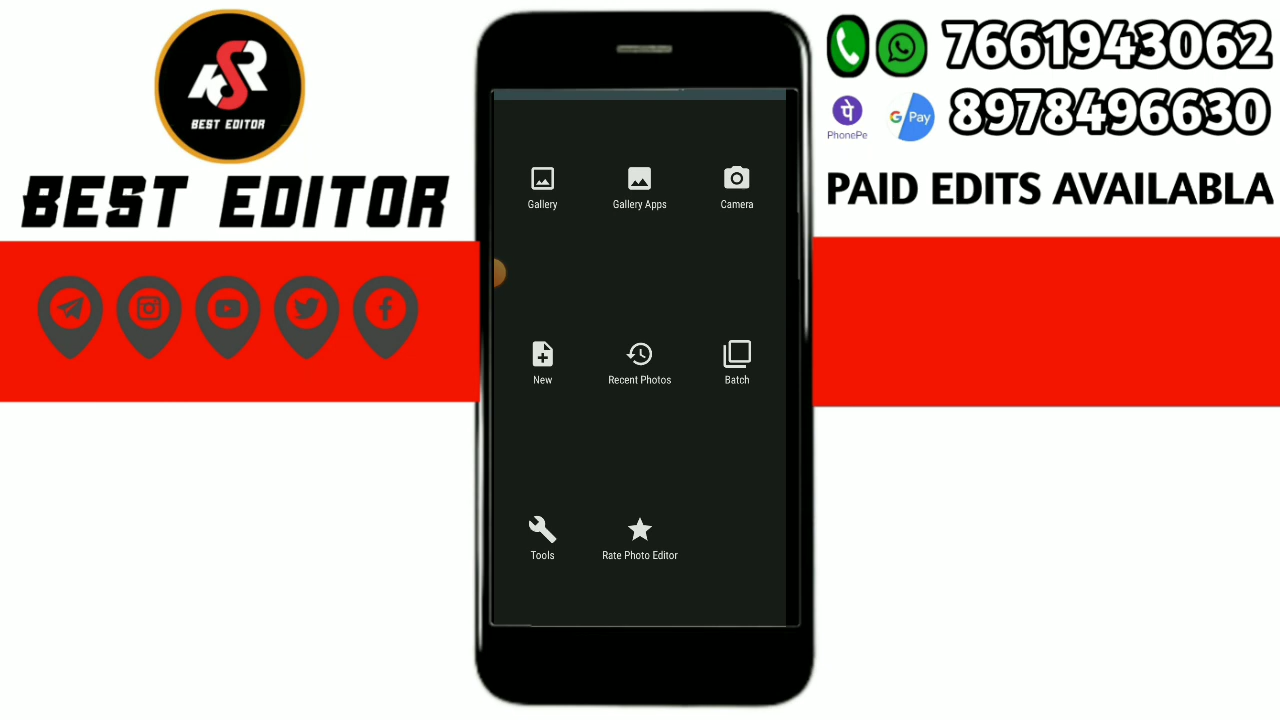 KSR
BEST EDITOR
BEST EDITOR
7661943062
पे
PhonePe
G Pay
8978496630
PAID EDITS AVAILABLA
Gallery
Gallery Apps
Camera
New
Recent Photos
Batch
Tools
Rate Photo Editor